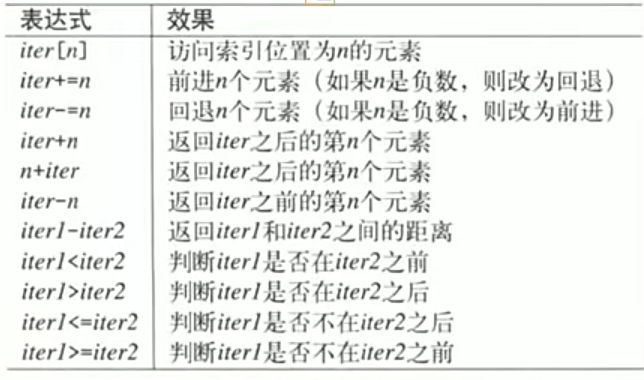 表达式 效果
iter[n] 访问索引位置为n的元素
iter+=n 前进n个元素（如果n是负数，则改为回退）
iter-=n 回退n个元素（如果n是负数，则改为前进）
iter+n 返回iter之后的第n个元素
n+iter 返回iter之后的第n个元素
iter-n 返回iter之前的第n个元素
iter1-iter2 返回iter1和iter2之间的距离
iter1<iter2 判断iter1是否在iter2之前
iter1>iter2 判断iter1是否在iter2之后
iter1<=iter2 判断iter1是否不在iter2之后
iter1>=iter2 判断iter1是否不在iter2之前